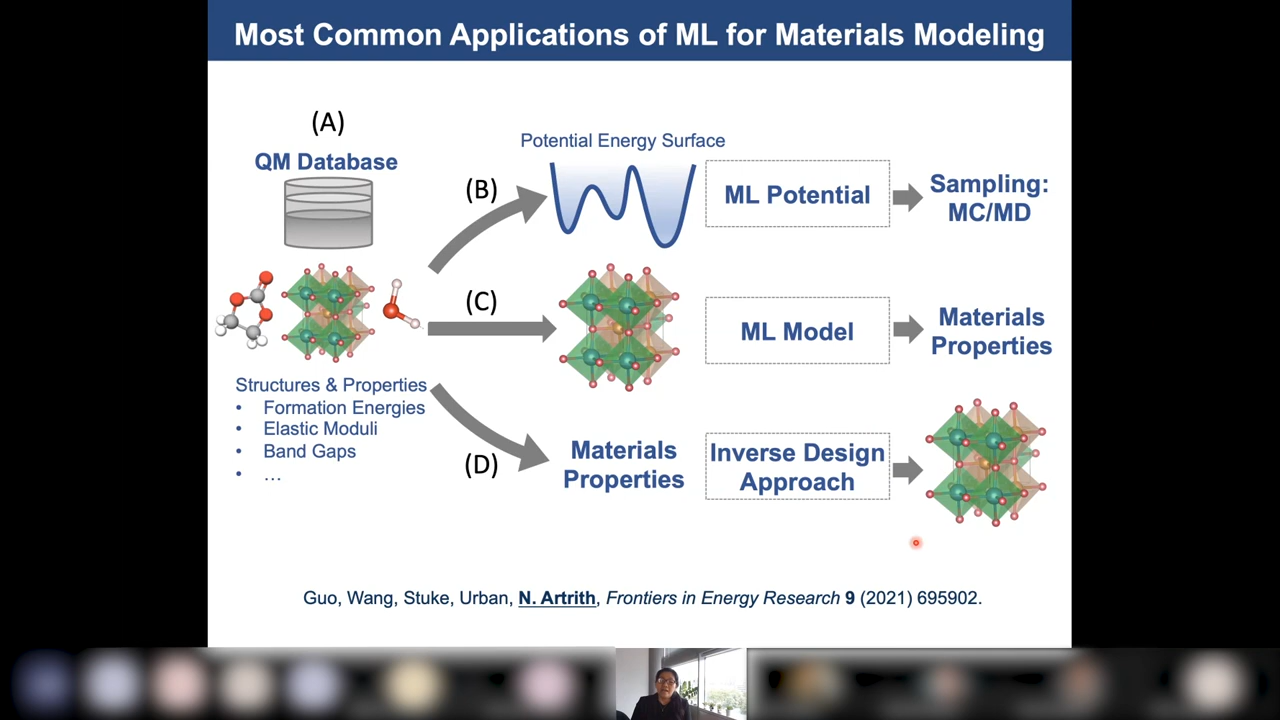 Most Common Applications of ML for Materials Modeling
(A)
QM Database
Structures & Properties
• Formation Energies
• Elastic Moduli
• Band Gaps
• …
(B)
Potential Energy Surface
ML Potential
Sampling:
MC/MD
(C)
ML Model
Materials
Properties
(D)
Materials
Properties
Inverse Design
Approach
Guo, Wang, Stuke, Urban, N. Artrith, Frontiers in Energy Research 9 (2021) 695902.